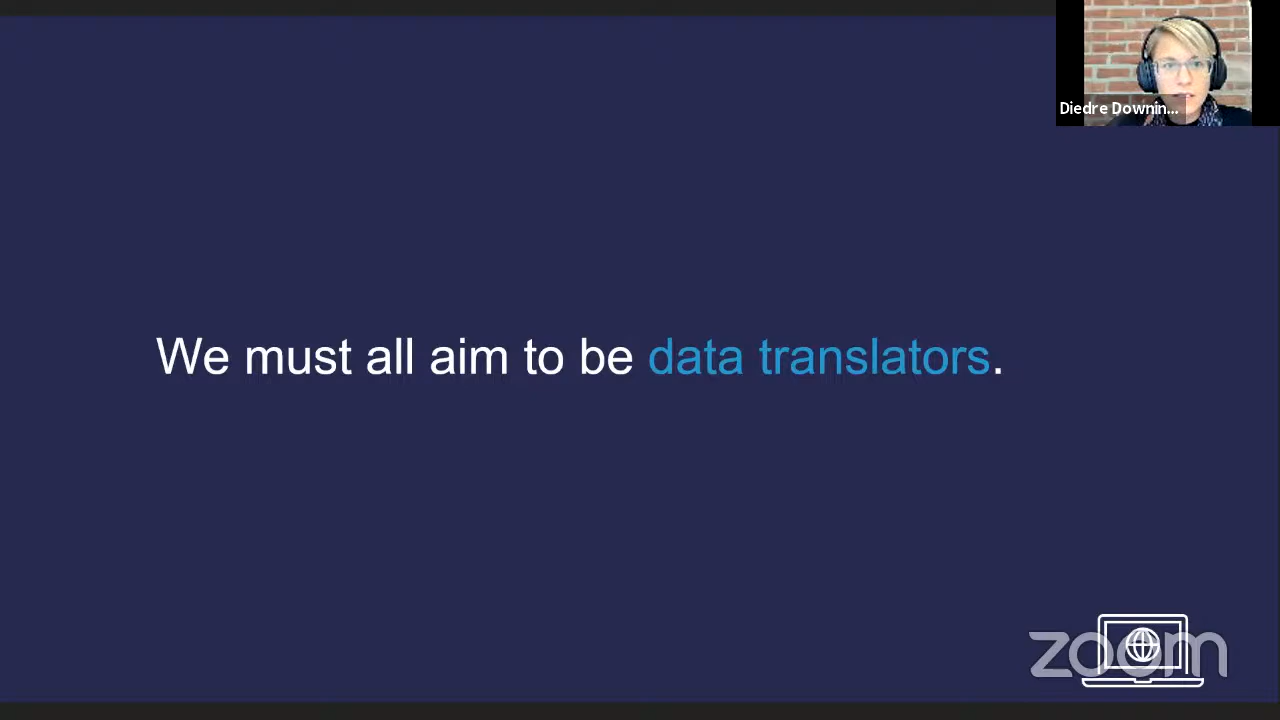 Diedre Downin...
We must all aim to be data translators.
zoom